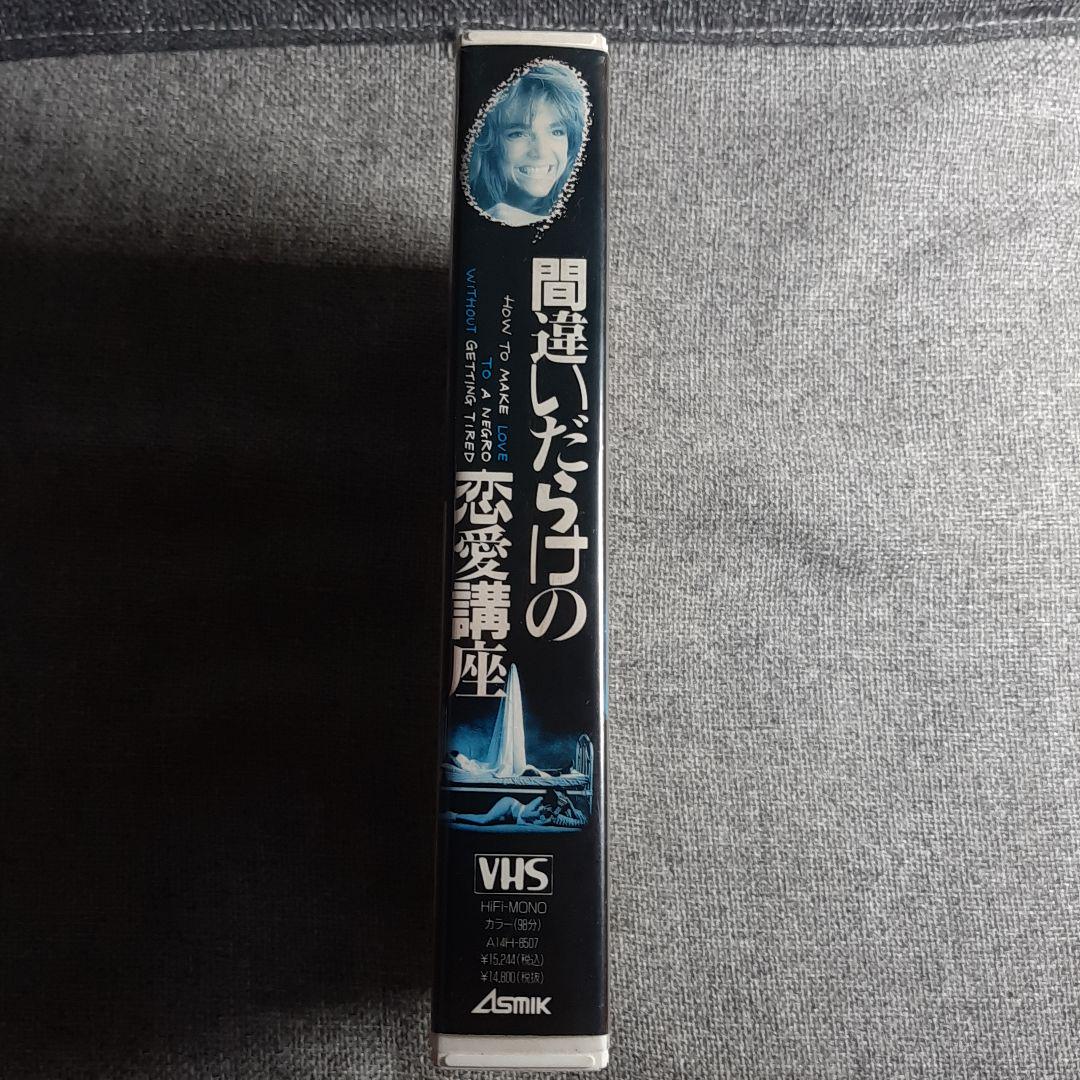 間違いだらけの
恋愛講座
HOW TO MAKE LOVE
TO A NEGRO
WITHOUT GETTING TIRED
VHS
HiFi-MONO
カラー(98分)
A14H-8507
¥15,244(税込)
¥14,800(税抜)
ASMIK